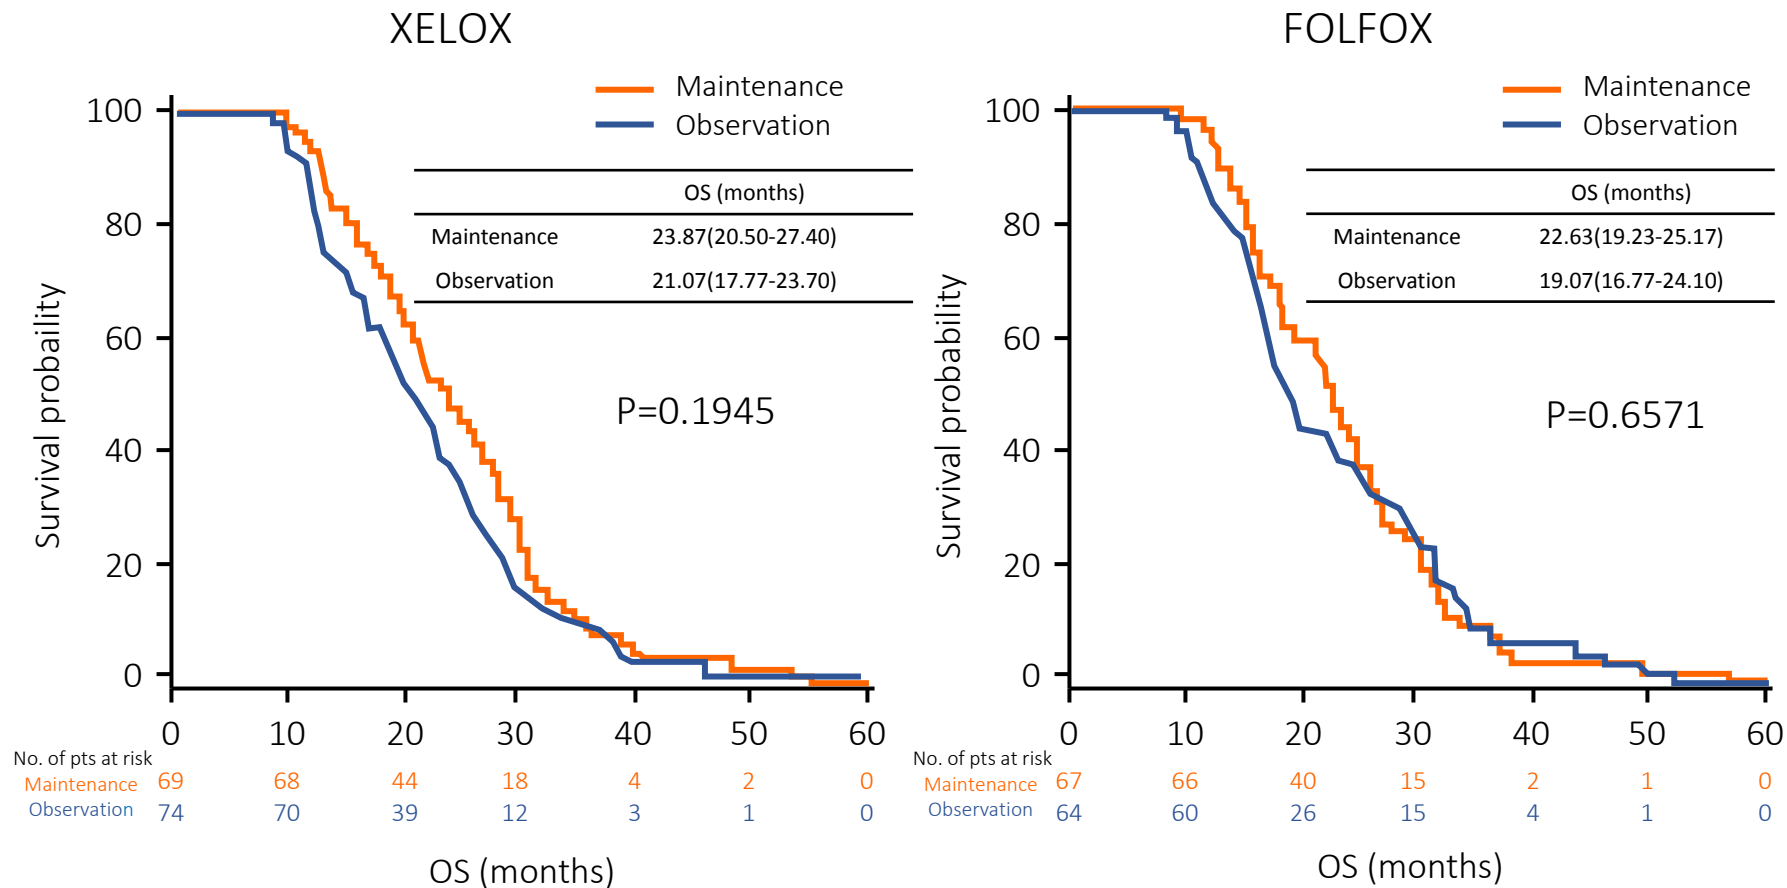 XELOX
Maintenance
Observation
100
80
60
40
20
0
Survival probaility
OS (months)
Maintenance 23.87(20.50-27.40)
Observation 21.07(17.77-23.70)
P=0.1945
0 10 20 30 40 50 60
No. of pts at risk
Maintenance 69 68 44 18 4 2 0
Observation 74 70 39 12 3 1 0
OS (months)
FOLFOX
Maintenance
Observation
100
80
60
40
20
0
Survival probability
OS (months)
Maintenance 22.63(19.23-25.17)
Observation 19.07(16.77-24.10)
P=0.6571
0 10 20 30 40 50 60
No. of pts at risk
Maintenance 67 66 40 15 2 1 0
Observation 64 60 26 15 4 1 0
OS (months)